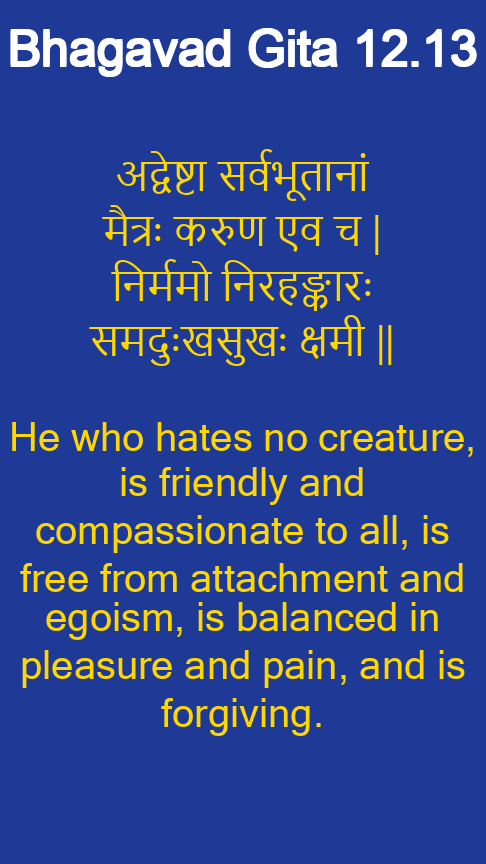 Bhagavad Gita 12.13
अद्वेष्टा सर्वभूतानां
मैत्रः करुण एव च |
निर्ममो निरहङ्कारः
समदुःखसुखः क्षमी ||
He who hates no creature,
is friendly and
compassionate to all, is
free from attachment and
egoism, is balanced in
pleasure and pain, and is
forgiving.